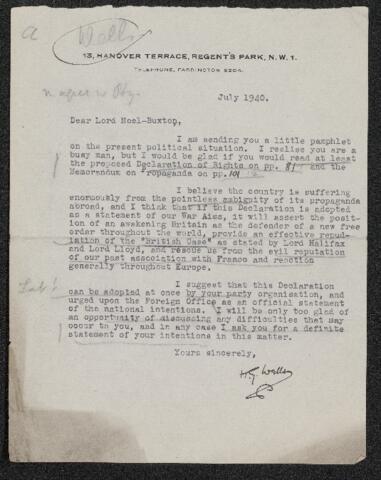 a Wells
13, HANOVER TERRACE, REGENT'S PARK, N.W.1.
TELEPHONE, PADDINGTON 6204.
July 1940.
Dear Lord Noel-Buxton,
I am sending you a little pamphlet
on the present political situation. I realise you are a
busy man, but I would be glad if you would read at least
the proposed Declaration of Rights on pp. 81 and the
Memorandum on Propaganda on pp. 101
I believe the country is suffering
enormously from the pointless ambiguity of its propaganda
abroad, and I think that if this Declaration is adopted
as a statement of our War Aims, it will assert the posit-
ion of an awakening Britain as the defender of a new free
order throughout the world, provide an effective repud-
iation of the "British Case" as stated by Lord Halifax
and Lord Lloyd, and rescue us from the evil reputation
of our past association with Franco and reaction
generally throughout Europe.
I suggest that this Declaration
can be adopted at once by your party organisation, and
urged upon the Foreign Office as an official statement
of the national intentions. I will be only too glad of
an opportunity of discussing any difficulties that may
occur to you, and in any case I ask you for a definite
statement of your intentions in this matter.
Yours sincerely,
H.G. Wells